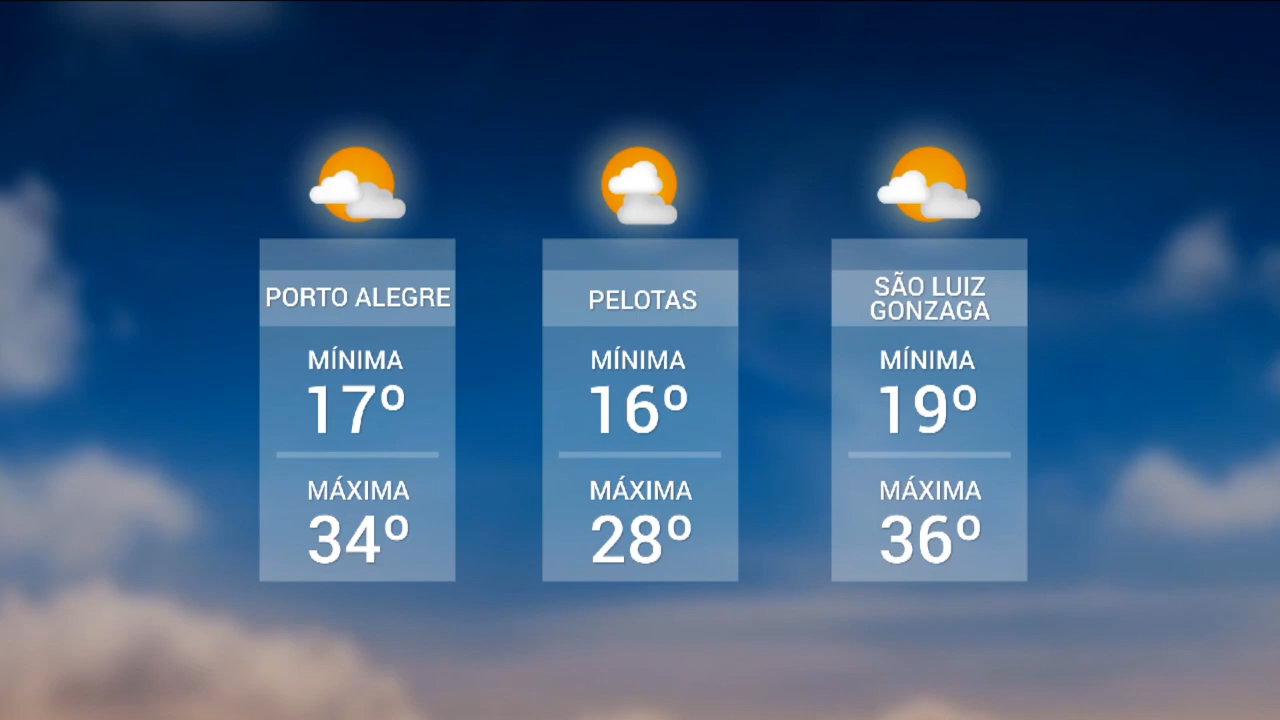 PORTO ALEGRE
MÍNIMA
17º
MÁXIMA
34º
PELOTAS
MÍNIMA
16º
MÁXIMA
28º
SÃO LUIZ
GONZAGA
MÍNIMA
19º
MÁXIMA
36º